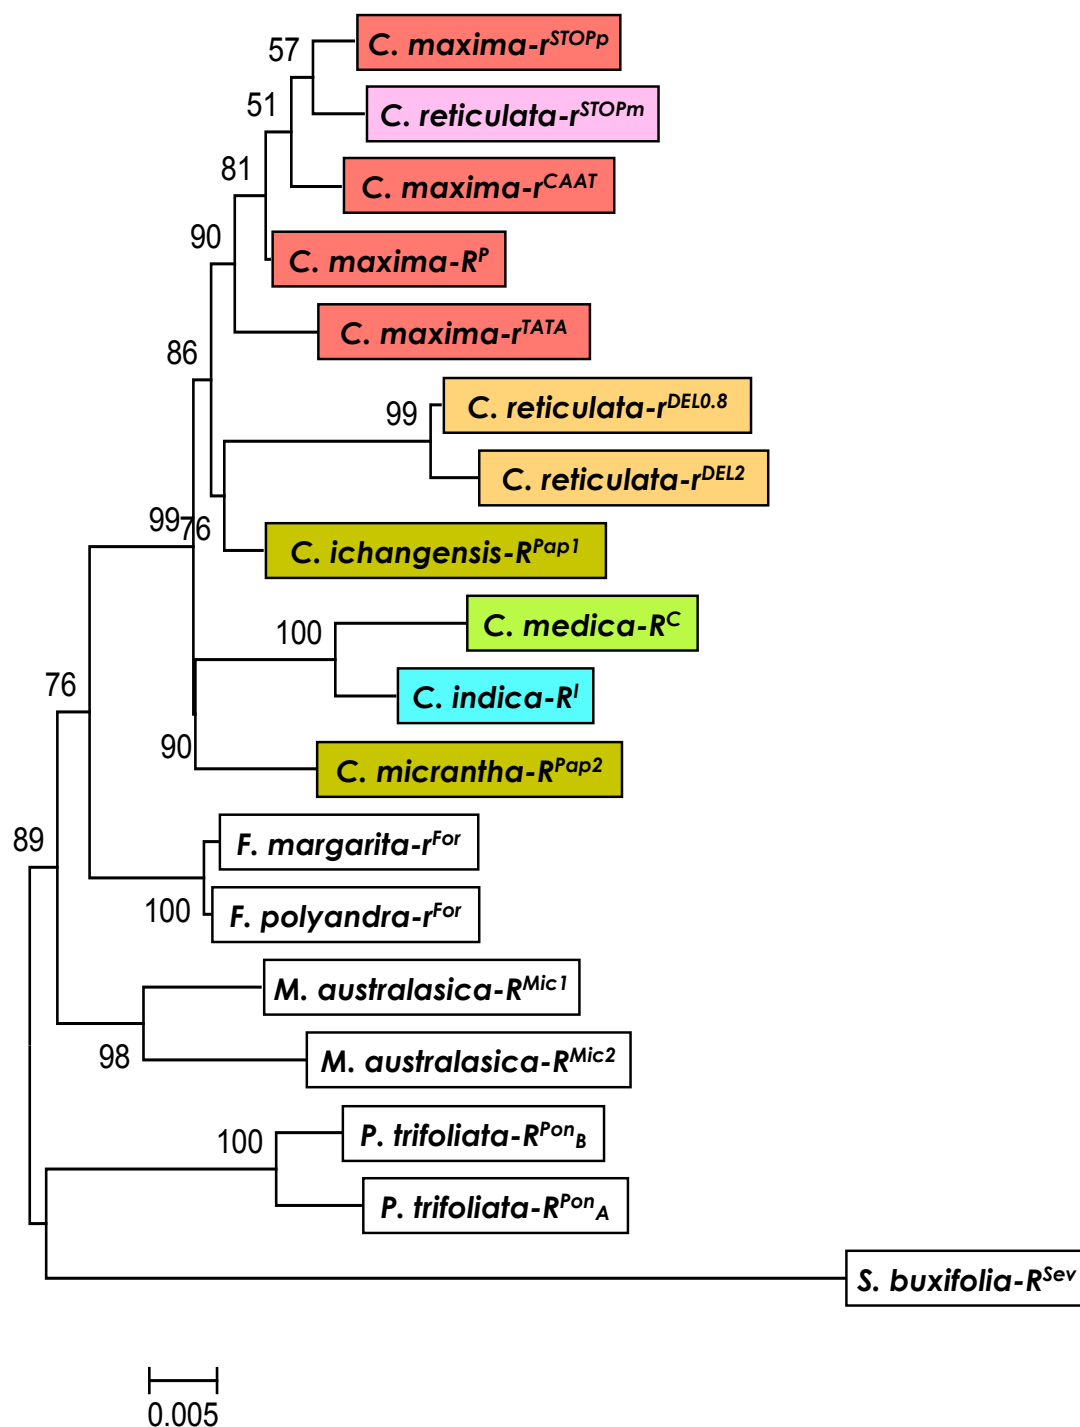 57
C. maxima-r^STOPp
C. reticulata-r^STOPm
51
C. maxima-r^CAAT
81
C. maxima-R^P
90
C. maxima-r^TATA
86
C. reticulata-r^DEL0.8
99
C. reticulata-r^DEL2
99
76
C. ichangensis-R^Pap1
C. medica-R^C
100
C. indica-R^I
76
90
C. micrantha-R^Pap2
F. margarita-r^For
89
100
F. polyandra-r^For
M. australasica-R^Mic1
98
M. australasica-R^Mic2
100
P. trifoliata-R^Pon_B
P. trifoliata-R^Pon_A
S. buxifolia-R^Sev
0.005